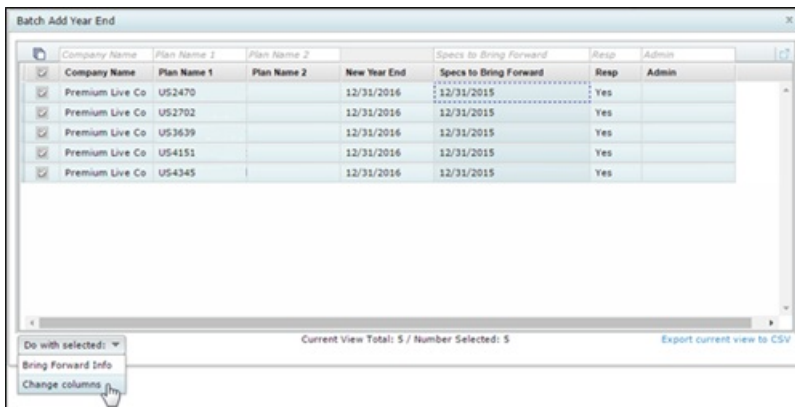 Batch Add Year End x
Company Name Plan Name 1 Plan Name 2 Specs to Bring Forward Resp Admin
Company Name Plan Name 1 Plan Name 2 New Year End Specs to Bring Forward Resp Admin
Premium Live Co US2470 12/31/2016 12/31/2015 Yes
Premium Live Co US2702 12/31/2016 12/31/2015 Yes
Premium Live Co US3639 12/31/2016 12/31/2015 Yes
Premium Live Co US4151 12/31/2016 12/31/2015 Yes
Premium Live Co US4345 12/31/2016 12/31/2015 Yes
Do with selected: Current View Total: 5 / Number Selected: 5 Export current view to CSV
Bring Forward Info
Change columns